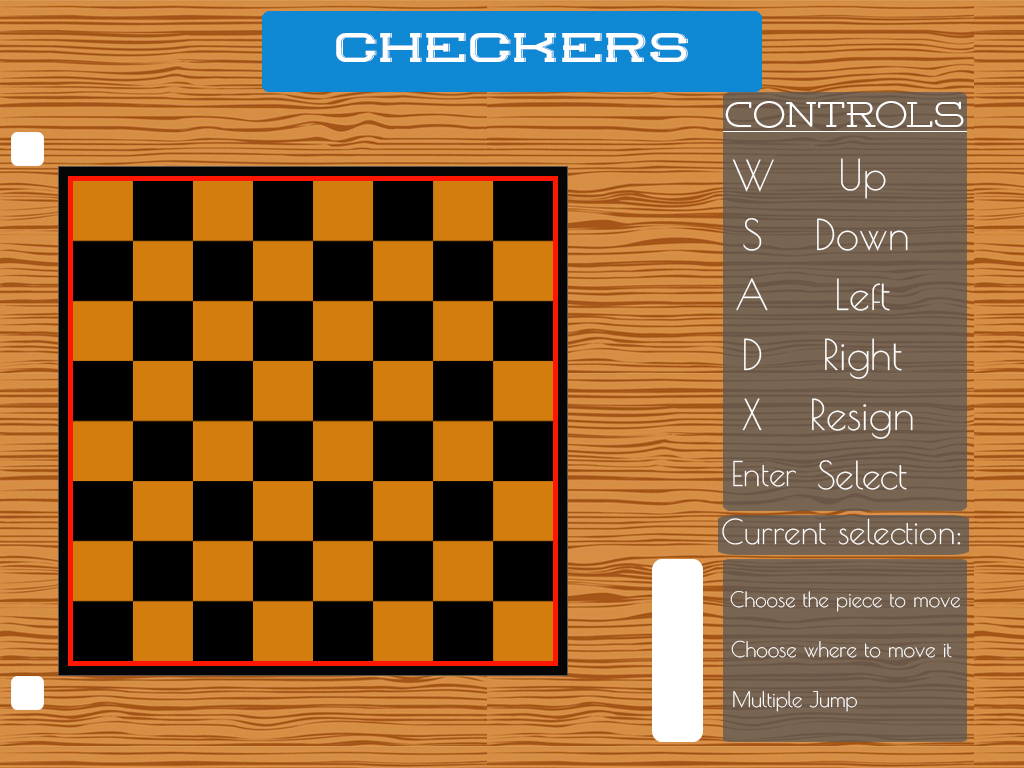 CHECKERS
CONTROLS
W Up
S Down
A Left
D Right
X Resign
Enter Select
Current selection:
Choose the piece to move
Choose where to move it
Multiple Jump